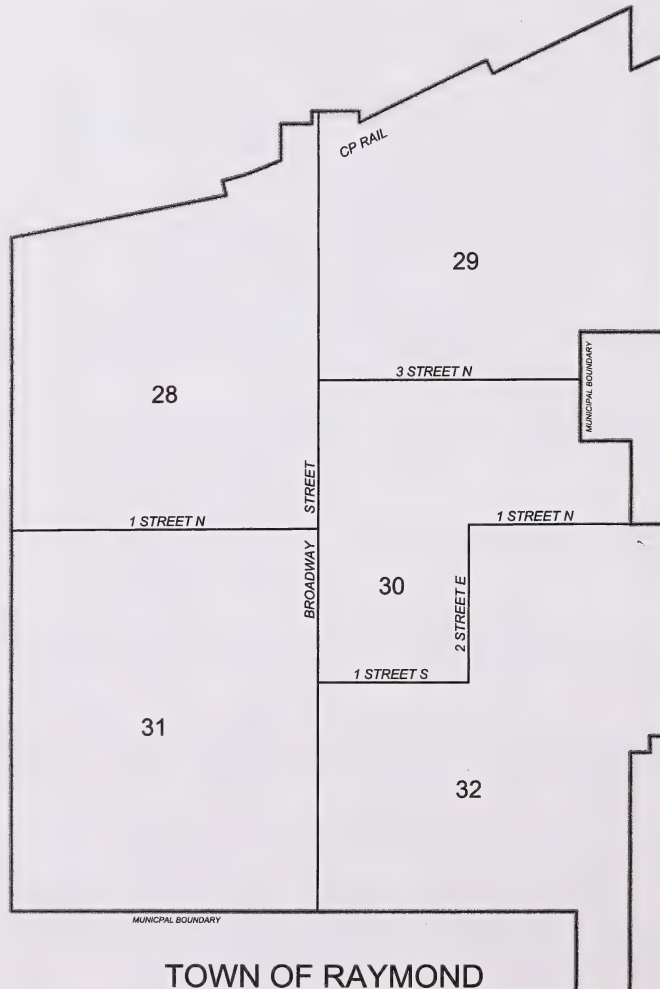 CP RAIL
29
3 STREET N
MUNICIPAL BOUNDARY
28
STREET
1 STREET N
1 STREET N
BROADWAY
30
2 STREET E
1 STREET S
31
32
MUNICPAL BOUNDARY
TOWN OF RAYMOND